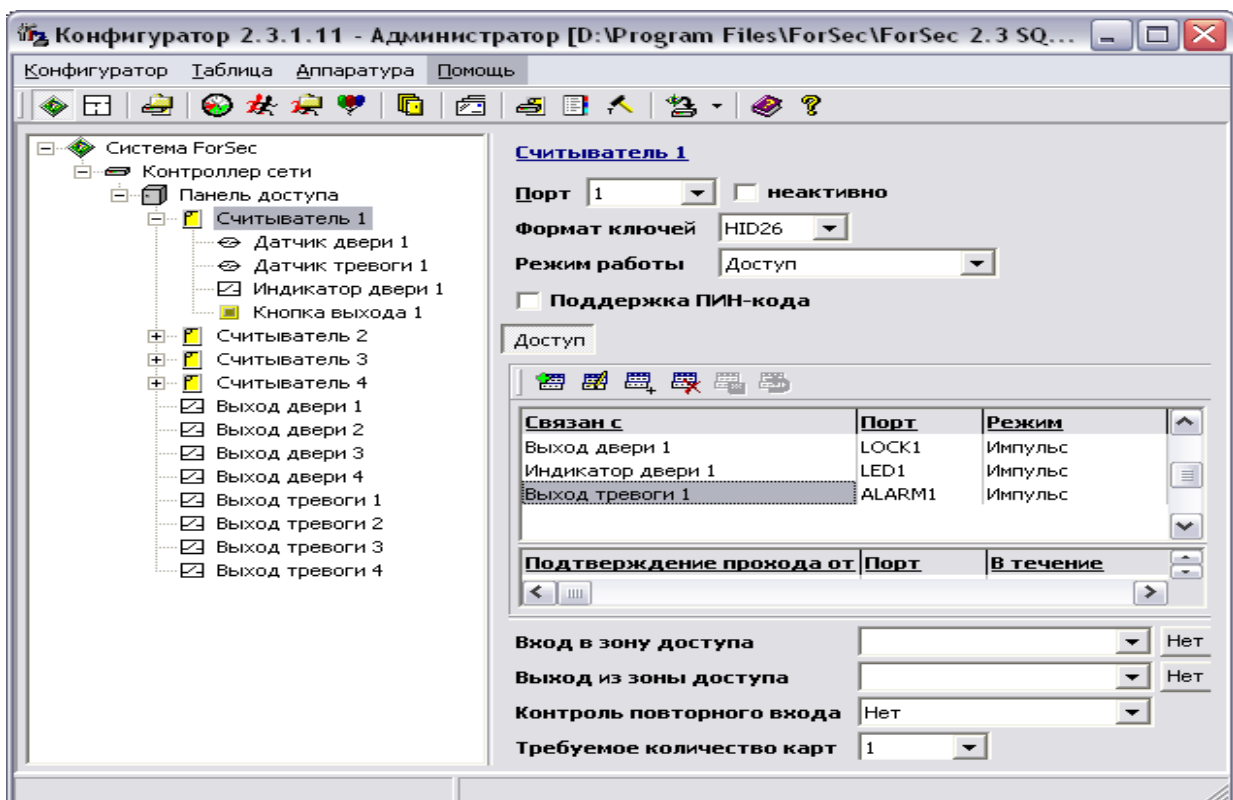 Конфигуратор 2.3.1.11 - Администратор [D:\Program Files\ForSec\ForSec 2.3 SQ...
Конфигуратор Таблица Аппаратура Помощь
Система ForSec
Контроллер сети
Панель доступа
Считыватель 1
Датчик двери 1
Датчик тревоги 1
Индикатор двери 1
Кнопка выхода 1
Считыватель 2
Считыватель 3
Считыватель 4
Выход двери 1
Выход двери 2
Выход двери 3
Выход двери 4
Выход тревоги 1
Выход тревоги 2
Выход тревоги 3
Выход тревоги 4
Считыватель 1
Порт 1 неактивно
Формат ключей HID26
Режим работы Доступ
Поддержка ПИН-кода
Доступ
Связан с Порт Режим
Выход двери 1 LOCK1 Импульс
Индикатор двери 1 LED1 Импульс
Выход тревоги 1 ALARM1 Импульс
Подтверждение прохода от Порт В течение
Вход в зону доступа Нет
Выход из зоны доступа Нет
Контроль повторного входа Нет
Требуемое количество карт 1